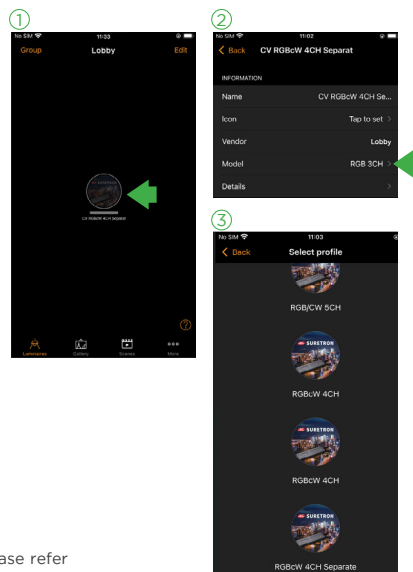 ①
No SIM 11:33
Group Lobby Edit
CV RGBcW 4CH Separate
Luminaires Gallery Scenes More
②
No SIM 11:02
Back CV RGBcW 4CH Separat
INFORMATION
Name CV RGBcW 4CH Se...
Icon Tap to set
Vendor Lobby
Model RGB 3CH
Details
③
No SIM 11:03
Back Select profile
RGB/CW 5CH
SURETRON
RGBcW 4CH
SURETRON
RGBcW 4CH
SURETRON
RGBcW 4CH Separate
ase refer